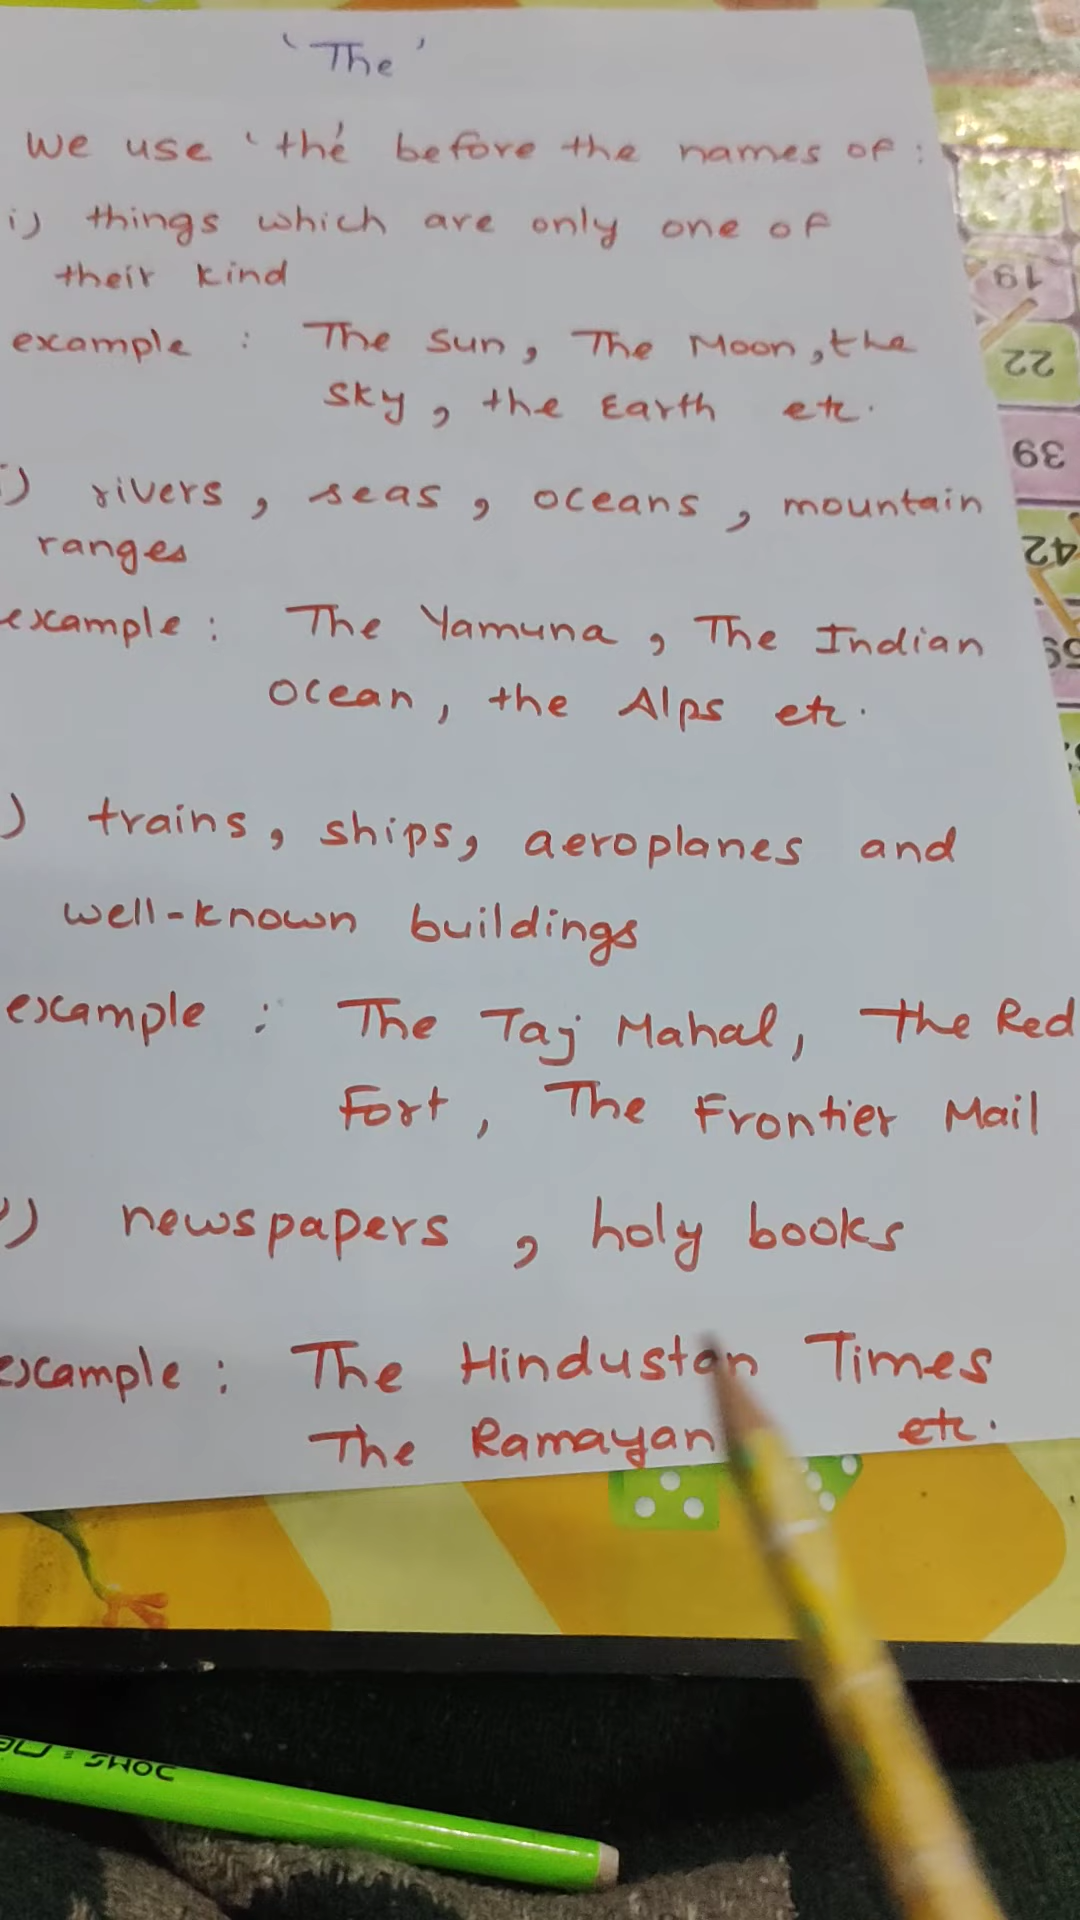 'The'
We use 'the' before the names of :
i) things which are only one of
their kind
example : The Sun, The Moon, the
Sky, the Earth etc.
) rivers, seas, oceans, mountain
ranges
example : The Yamuna, The Indian
Ocean, the Alps etc.
) trains, ships, aeroplanes and
well-known buildings
example : The Taj Mahal, the Red
Fort, The Frontier Mail
) newspapers, holy books
example : The Hindustan Times
The Ramayan etc.
19
22
39
42
59
DOMS